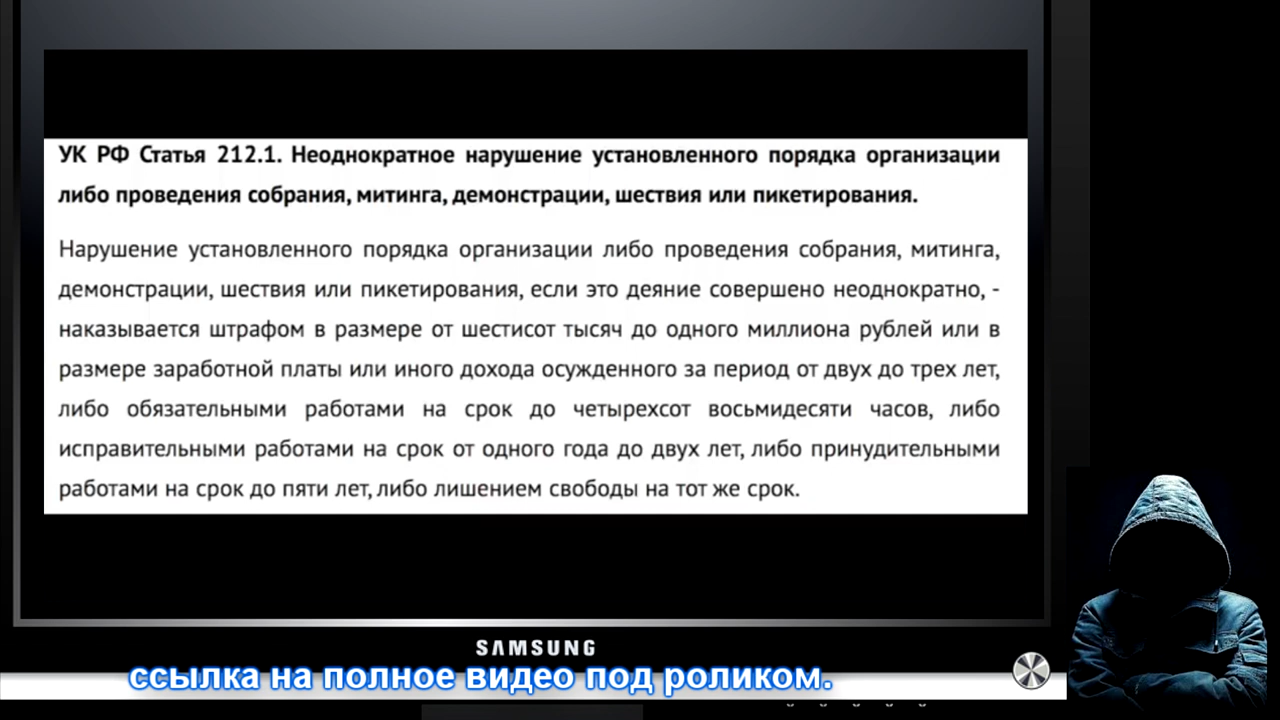 УК РФ Статья 212.1. Неоднократное нарушение установленного порядка организации
либо проведения собрания, митинга, демонстрации, шествия или пикетирования.
Нарушение установленного порядка организации либо проведения собрания, митинга,
демонстрации, шествия или пикетирования, если это деяние совершено неоднократно, -
наказывается штрафом в размере от шестисот тысяч до одного миллиона рублей или в
размере заработной платы или иного дохода осужденного за период от двух до трех лет,
либо обязательными работами на срок до четырехсот восьмидесяти часов, либо
исправительными работами на срок от одного года до двух лет, либо принудительными
работами на срок до пяти лет, либо лишением свободы на тот же срок.
SAMSUNG
ссылка на полное видео под роликом.